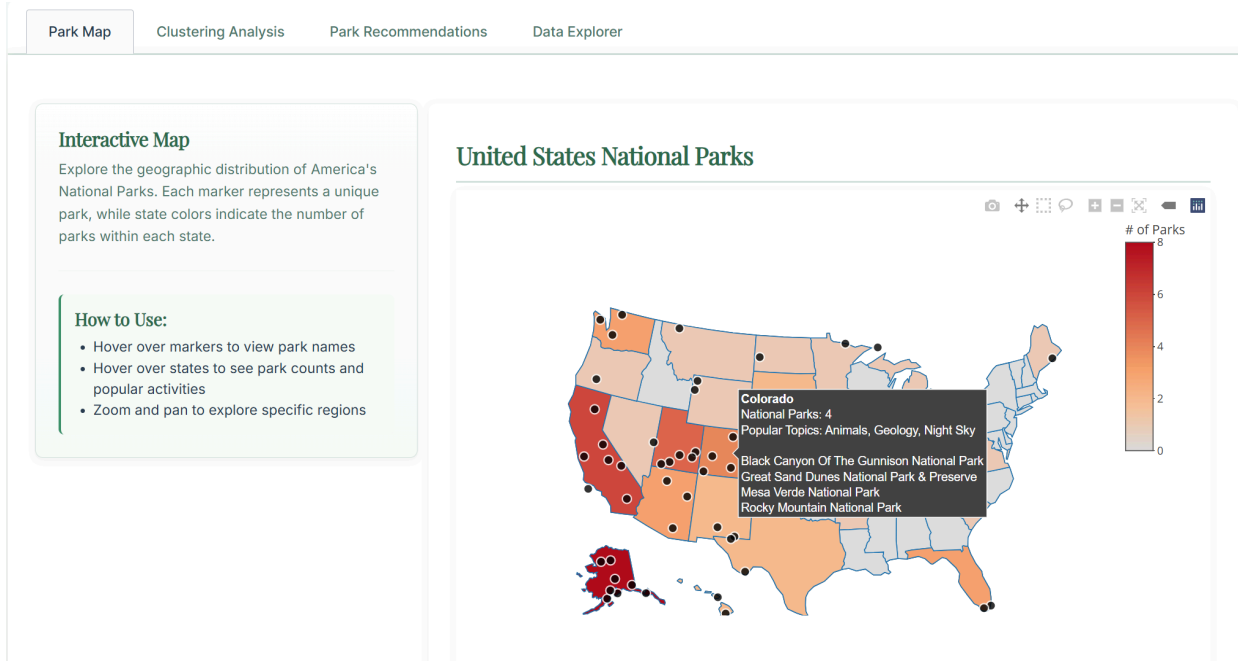 Park Map
Clustering Analysis
Park Recommendations
Data Explorer
Interactive Map
Explore the geographic distribution of America's
National Parks. Each marker represents a unique
park, while state colors indicate the number of
parks within each state.
How to Use:
Hover over markers to view park names
Hover over states to see park counts and
popular activities
Zoom and pan to explore specific regions
United States National Parks
# of Parks
8
6
4
2
0
Colorado
National Parks: 4
Popular Topics: Animals, Geology, Night Sky
Black Canyon Of The Gunnison National Park
Great Sand Dunes National Park & Preserve
Mesa Verde National Park
Rocky Mountain National Park